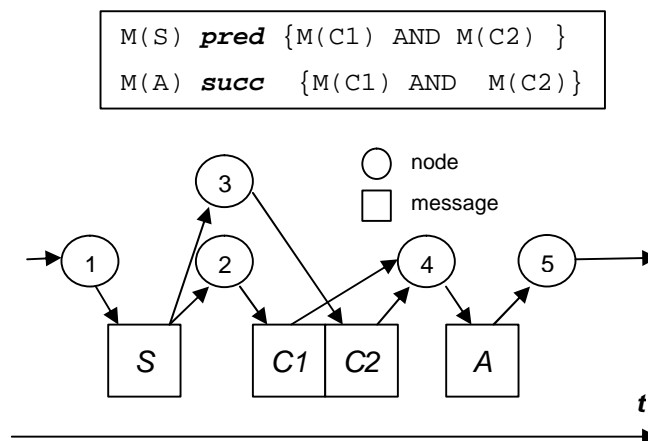 M(S) pred {M(C1) AND M(C2) }
M(A) succ {M(C1) AND M(C2)}
node
message
3
1
2
4
5
S
C1
C2
A
t